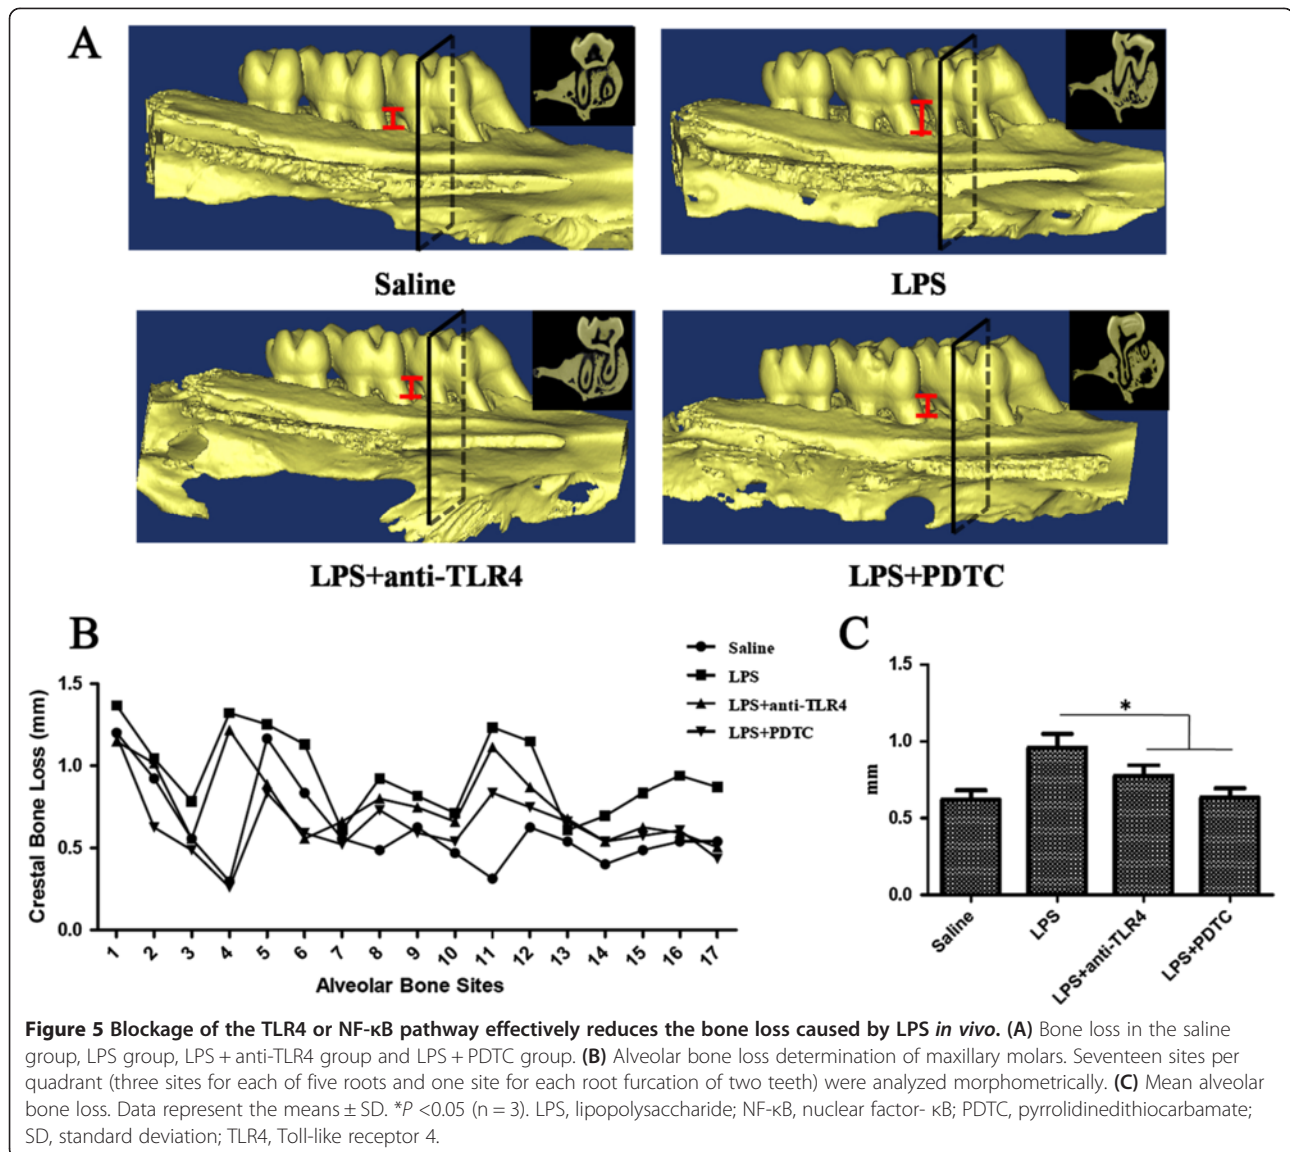 A
Saline
LPS
LPS+anti-TLR4
LPS+PDTC
B
Saline
LPS
LPS+anti-TLR4
LPS+PDTC
Crestal Bone Loss (mm)
1.5
1.0
0.5
0.0
1 2 3 4 5 6 7 8 9 10 11 12 13 14 15 16 17
Alveolar Bone Sites
C
mm
1.5
1.0
0.5
0.0
*
Saline
LPS
LPS+anti-TLR4
LPS+PDTC
Figure 5 Blockage of the TLR4 or NF-κB pathway effectively reduces the bone loss caused by LPS in vivo. (A) Bone loss in the saline
group, LPS group, LPS + anti-TLR4 group and LPS + PDTC group. (B) Alveolar bone loss determination of maxillary molars. Seventeen sites per
quadrant (three sites for each of five roots and one site for each root furcation of two teeth) were analyzed morphometrically. (C) Mean alveolar
bone loss. Data represent the means ± SD. *P <0.05 (n = 3). LPS, lipopolysaccharide; NF-κB, nuclear factor- κB; PDTC, pyrrolidinedithiocarbamate;
SD, standard deviation; TLR4, Toll-like receptor 4.